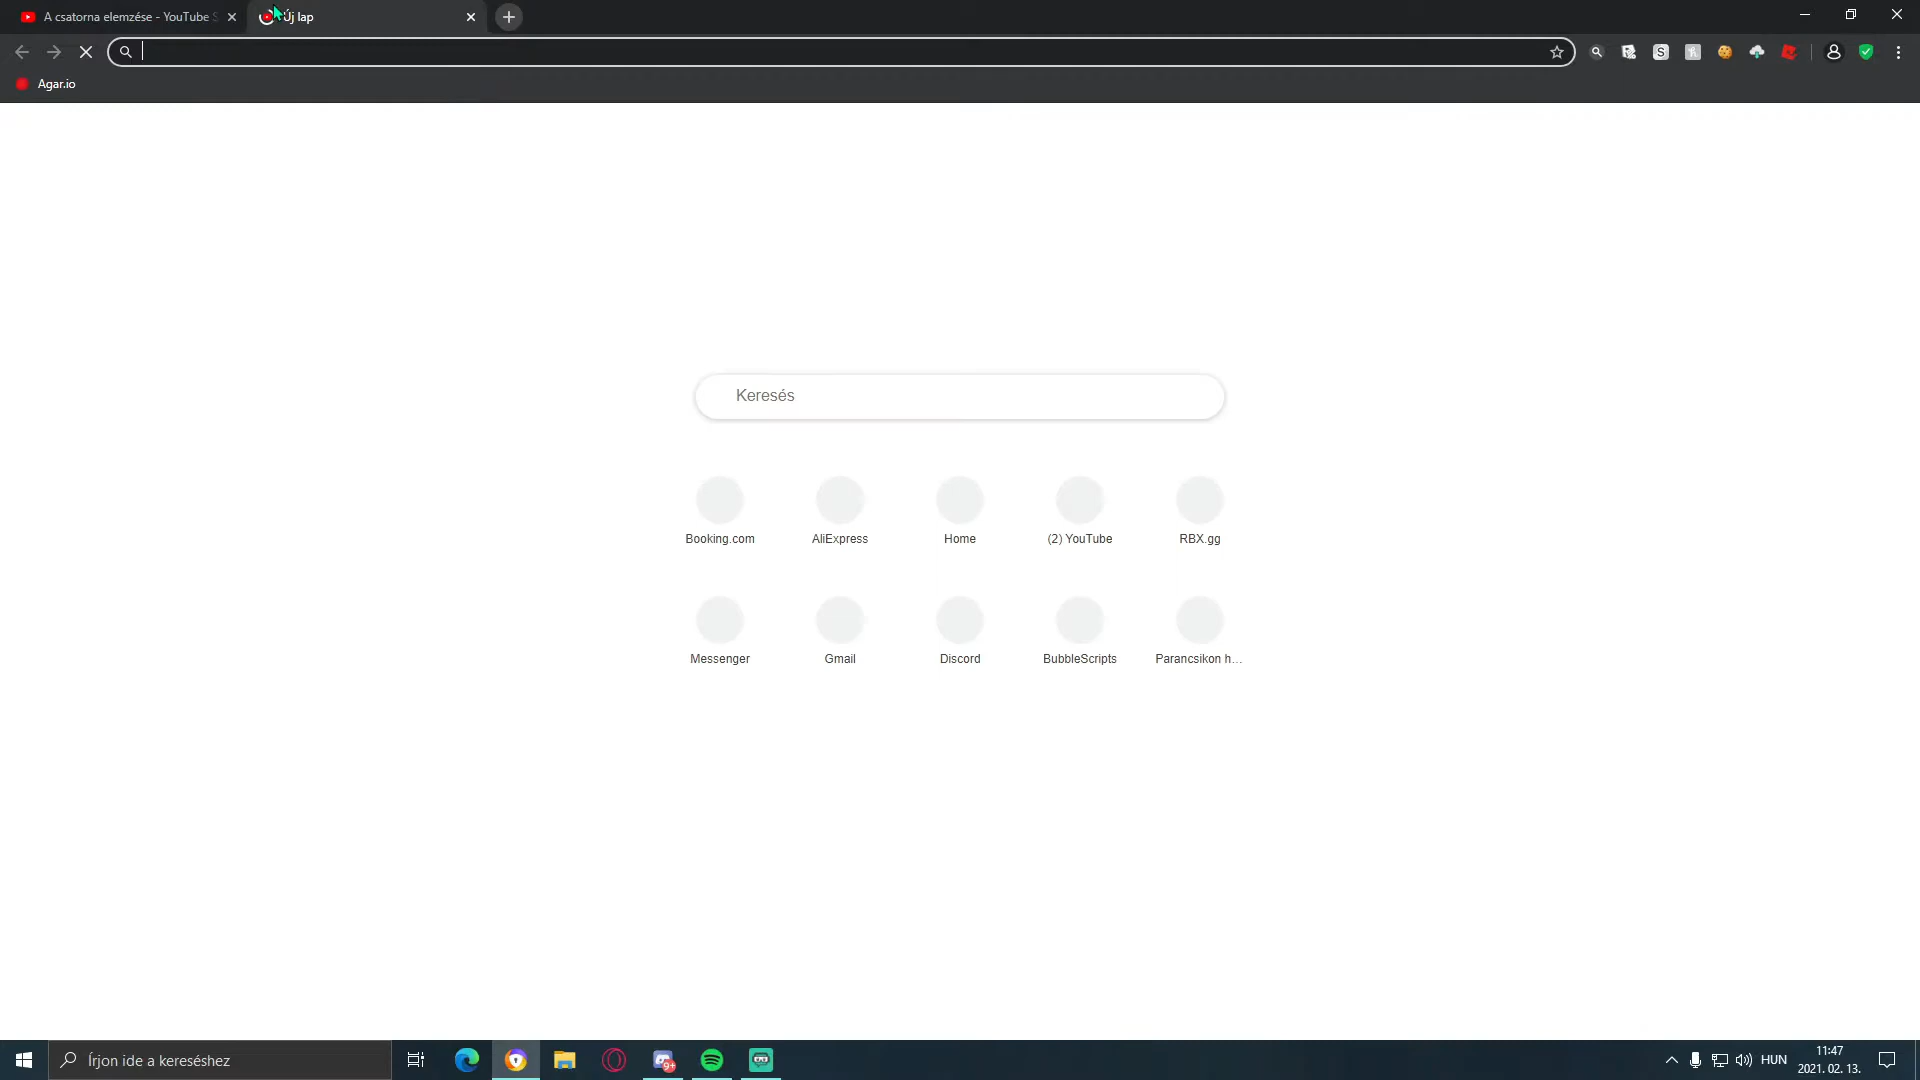 A csatorna elemzése - YouTube S
Új lap
Agar.io
Keresés
Booking.com
AliExpress
Home
(2) YouTube
RBX.gg
Messenger
Gmail
Discord
BubbleScripts
Parancsikon h...
Írjon ide a kereséshez
9+
HUN
11:47
2021. 02. 13.